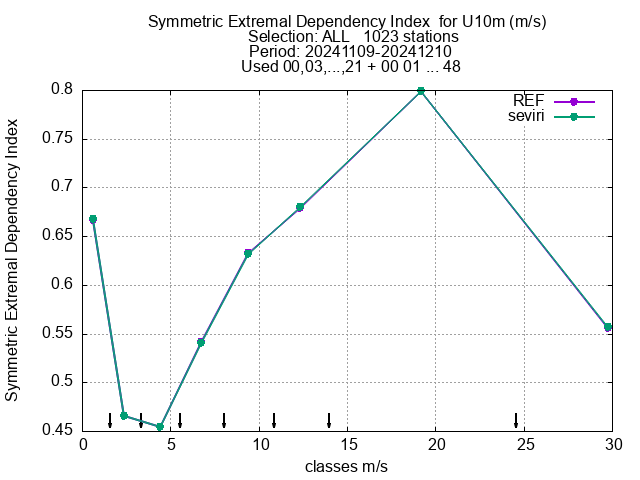 Symmetric Extremal Dependency Index  for U10m (m/s)
Selection: ALL   1023 stations
Period: 20241109-20241210
Used 00,03,...,21 + 00 01 ... 48
REF
seviri
Symmetric Extremal Dependency Index
0.8
0.75
0.7
0.65
0.6
0.55
0.5
0.45
0 5 10 15 20 25 30
classes m/s